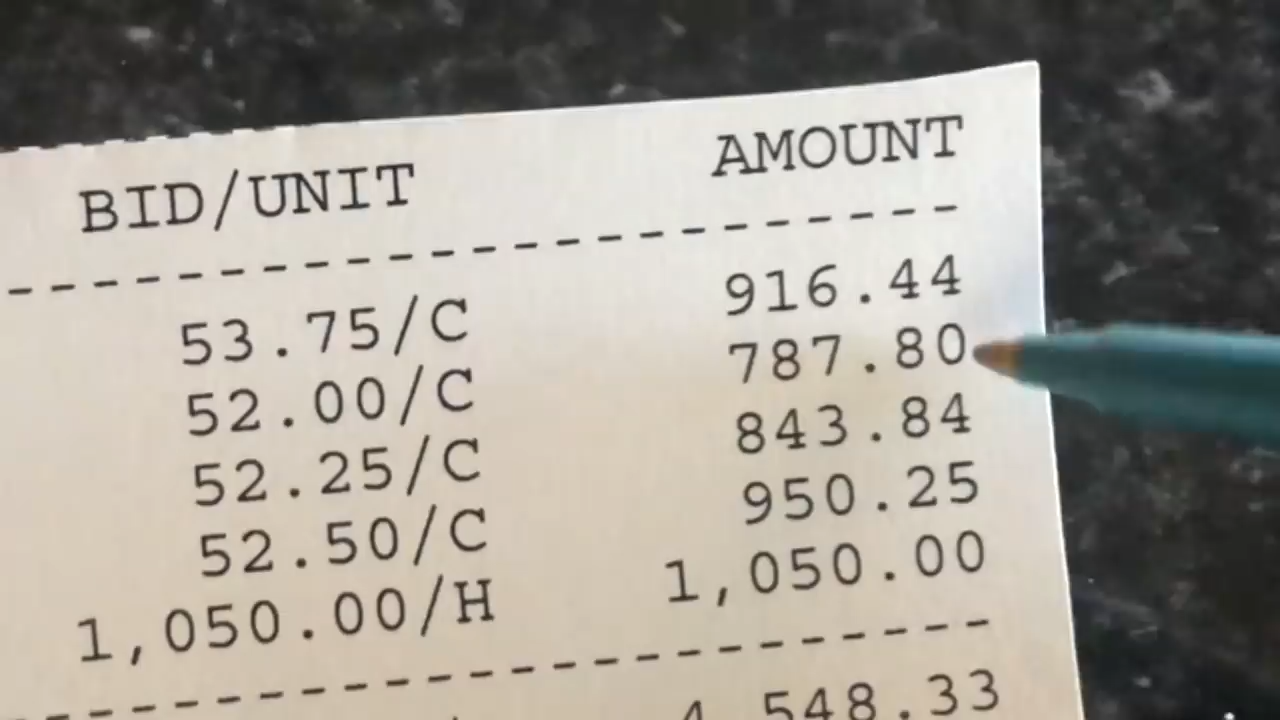 BID/UNIT AMOUNT
--------------------------------
53.75/C 916.44
52.00/C 787.80
52.25/C 843.84
52.50/C 950.25
1,050.00/H 1,050.00
--------------------------------
4,548.33